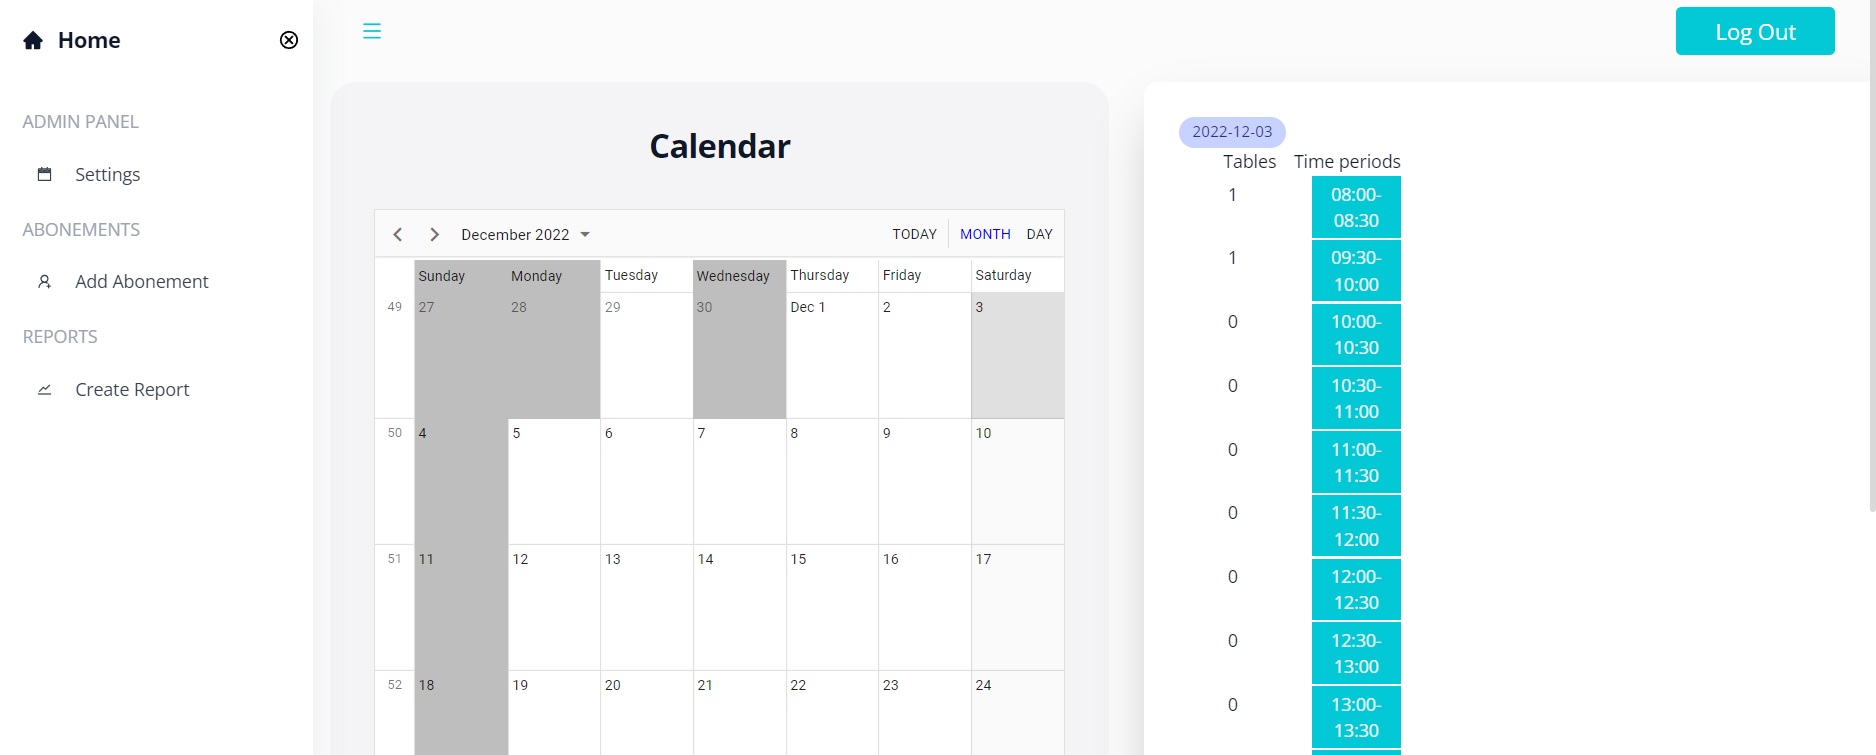 Home
ADMIN PANEL
Settings
ABONEMENTS
Add Abonement
REPORTS
Create Report
Log Out
Calendar
December 2022
TODAY
MONTH
DAY
Sunday Monday Tuesday Wednesday Thursday Friday Saturday
49 27 28 29 30 Dec 1 2 3
50 4 5 6 7 8 9 10
51 11 12 13 14 15 16 17
52 18 19 20 21 22 23 24
2022-12-03
Tables Time periods
1 08:00-
08:30
1 09:30-
10:00
0 10:00-
10:30
0 10:30-
11:00
0 11:00-
11:30
0 11:30-
12:00
0 12:00-
12:30
0 12:30-
13:00
0 13:00-
13:30